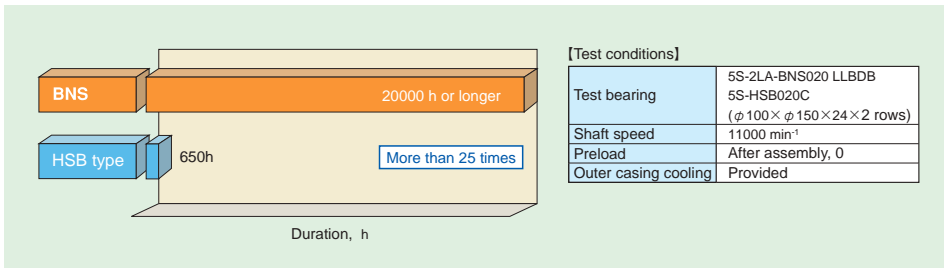 BNS
20000 h or longer
HSB type
650h
More than 25 times
Duration, h
【Test conditions】
Test bearing
5S-2LA-BNS020 LLBDB
5S-HSB020C
(φ100×φ150×24×2 rows)
Shaft speed
11000 min⁻¹
Preload
After assembly, 0
Outer casing cooling
Provided